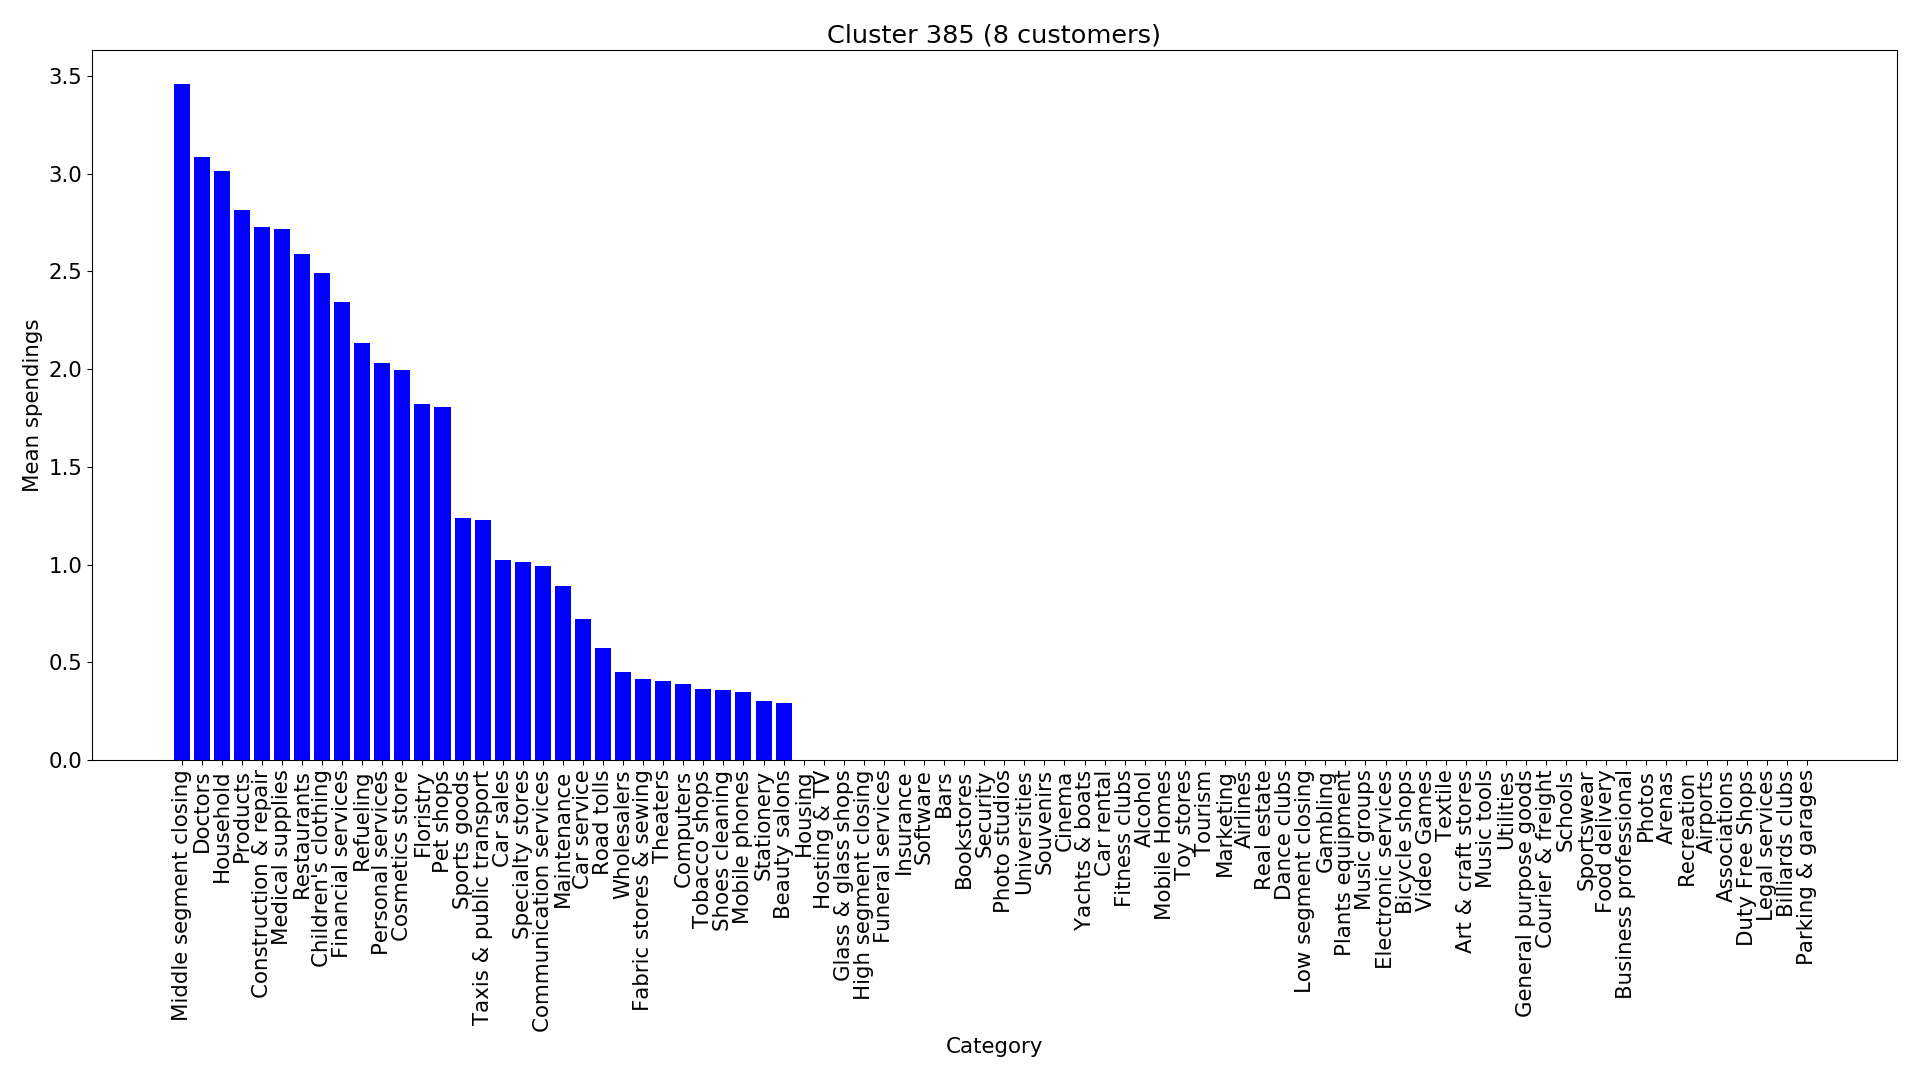 Cluster 385 (8 customers)
Mean spendings
3.5
3.0
2.5
2.0
1.5
1.0
0.5
0.0
Middle segment closing
Doctors
Household
Products
Construction & repair
Medical supplies
Restaurants
Children's clothing
Financial services
Refueling
Personal services
Cosmetics store
Floristry
Pet shops
Sports goods
Taxis & public transport
Car sales
Specialty stores
Communication services
Maintenance
Car service
Road tolls
Wholesalers
Fabric stores & sewing
Theaters
Computers
Tobacco shops
Shoes cleaning
Mobile phones
Stationery
Beauty salons
Housing
Hosting & TV
Glass & glass shops
High segment closing
Funeral services
Insurance
Software
Bars
Bookstores
Security
Photo studios
Universities
Souvenirs
Cinema
Yachts & boats
Car rental
Fitness clubs
Alcohol
Mobile Homes
Toy stores
Tourism
Marketing
Airlines
Real estate
Dance clubs
Low segment closing
Gambling
Plants equipment
Music groups
Electronic services
Bicycle shops
Video Games
Textile
Art & craft stores
Music tools
Utilities
General purpose goods
Courier & freight
Schools
Sportswear
Food delivery
Business professional
Photos
Arenas
Recreation
Airports
Associations
Duty Free Shops
Legal services
Billiards clubs
Parking & garages
Category